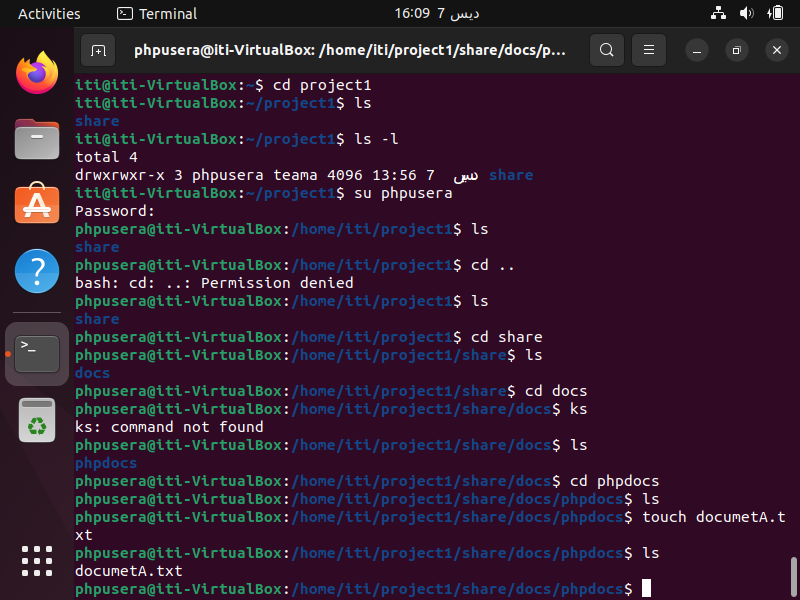 Activities Terminal 16:09 7 ديس
phpusera@iti-VirtualBox: /home/iti/project1/share/docs/p...
iti@iti-VirtualBox:~$ cd project1
iti@iti-VirtualBox:~/project1$ ls
share
iti@iti-VirtualBox:~/project1$ ls -l
total 4
drwxrwxr-x 3 phpusera teama 4096 13:56 7 ديس share
iti@iti-VirtualBox:~/project1$ su phpusera
Password:
phpusera@iti-VirtualBox:/home/iti/project1$ ls
share
phpusera@iti-VirtualBox:/home/iti/project1$ cd ..
bash: cd: ..: Permission denied
phpusera@iti-VirtualBox:/home/iti/project1$ ls
share
phpusera@iti-VirtualBox:/home/iti/project1$ cd share
phpusera@iti-VirtualBox:/home/iti/project1/share$ ls
docs
phpusera@iti-VirtualBox:/home/iti/project1/share$ cd docs
phpusera@iti-VirtualBox:/home/iti/project1/share/docs$ ks
ks: command not found
phpusera@iti-VirtualBox:/home/iti/project1/share/docs$ ls
phpdocs
phpusera@iti-VirtualBox:/home/iti/project1/share/docs$ cd phpdocs
phpusera@iti-VirtualBox:/home/iti/project1/share/docs/phpdocs$ ls
phpusera@iti-VirtualBox:/home/iti/project1/share/docs/phpdocs$ touch documetA.t
xt
phpusera@iti-VirtualBox:/home/iti/project1/share/docs/phpdocs$ ls
documetA.txt
phpusera@iti-VirtualBox:/home/iti/project1/share/docs/phpdocs$